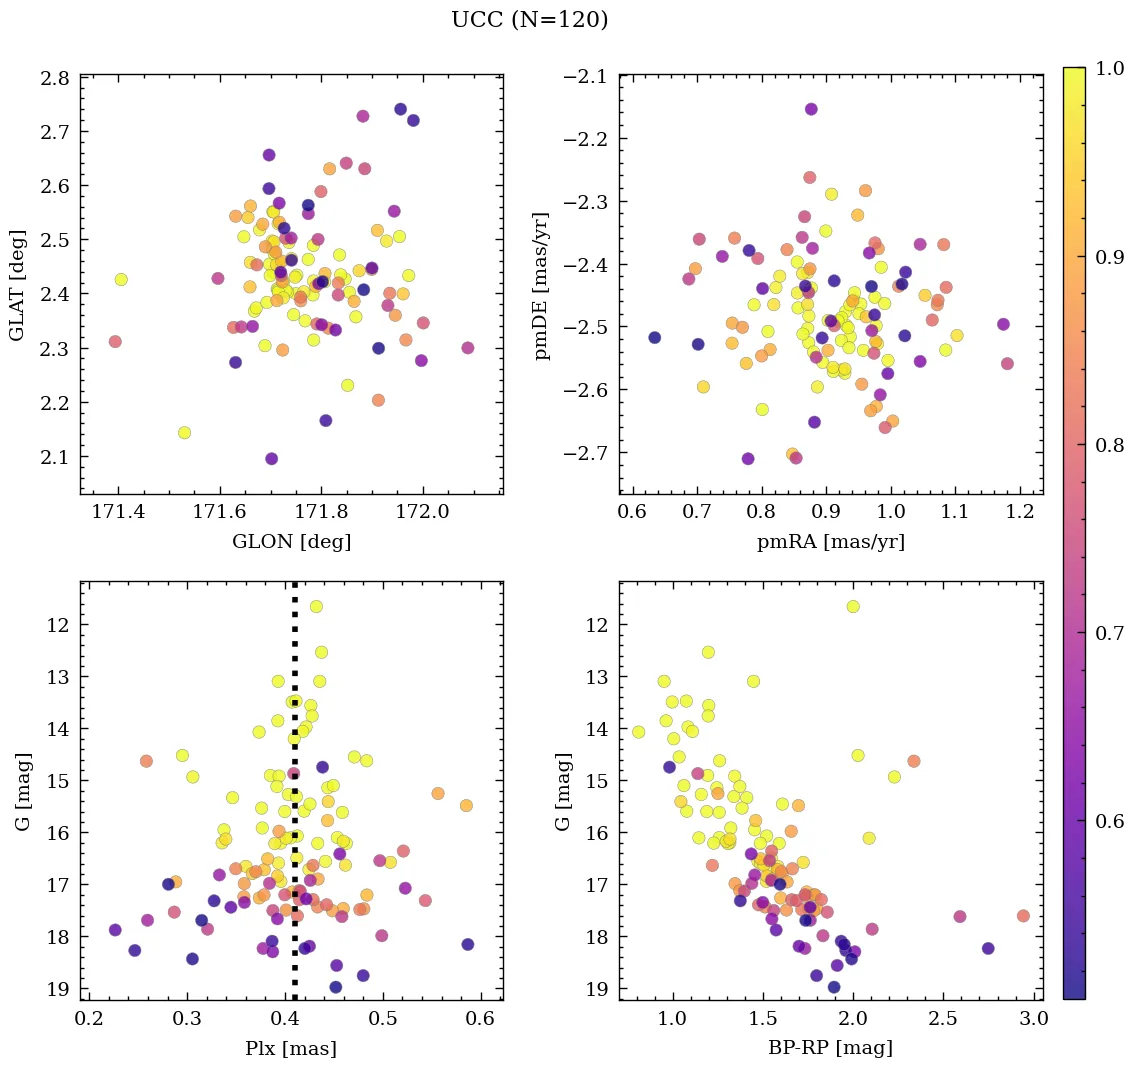 UCC (N=120)
2.8
2.7
2.6
2.5
2.4
2.3
2.2
2.1
GLAT [deg]
171.4 171.6 171.8 172.0
GLON [deg]
−2.1
−2.2
−2.3
−2.4
−2.5
−2.6
−2.7
pmDE [mas/yr]
0.6 0.7 0.8 0.9 1.0 1.1 1.2
pmRA [mas/yr]
12
13
14
15
16
17
18
19
G [mag]
0.2 0.3 0.4 0.5 0.6
Plx [mas]
12
13
14
15
16
17
18
19
G [mag]
1.0 1.5 2.0 2.5 3.0
BP-RP [mag]
1.0
0.9
0.8
0.7
0.6